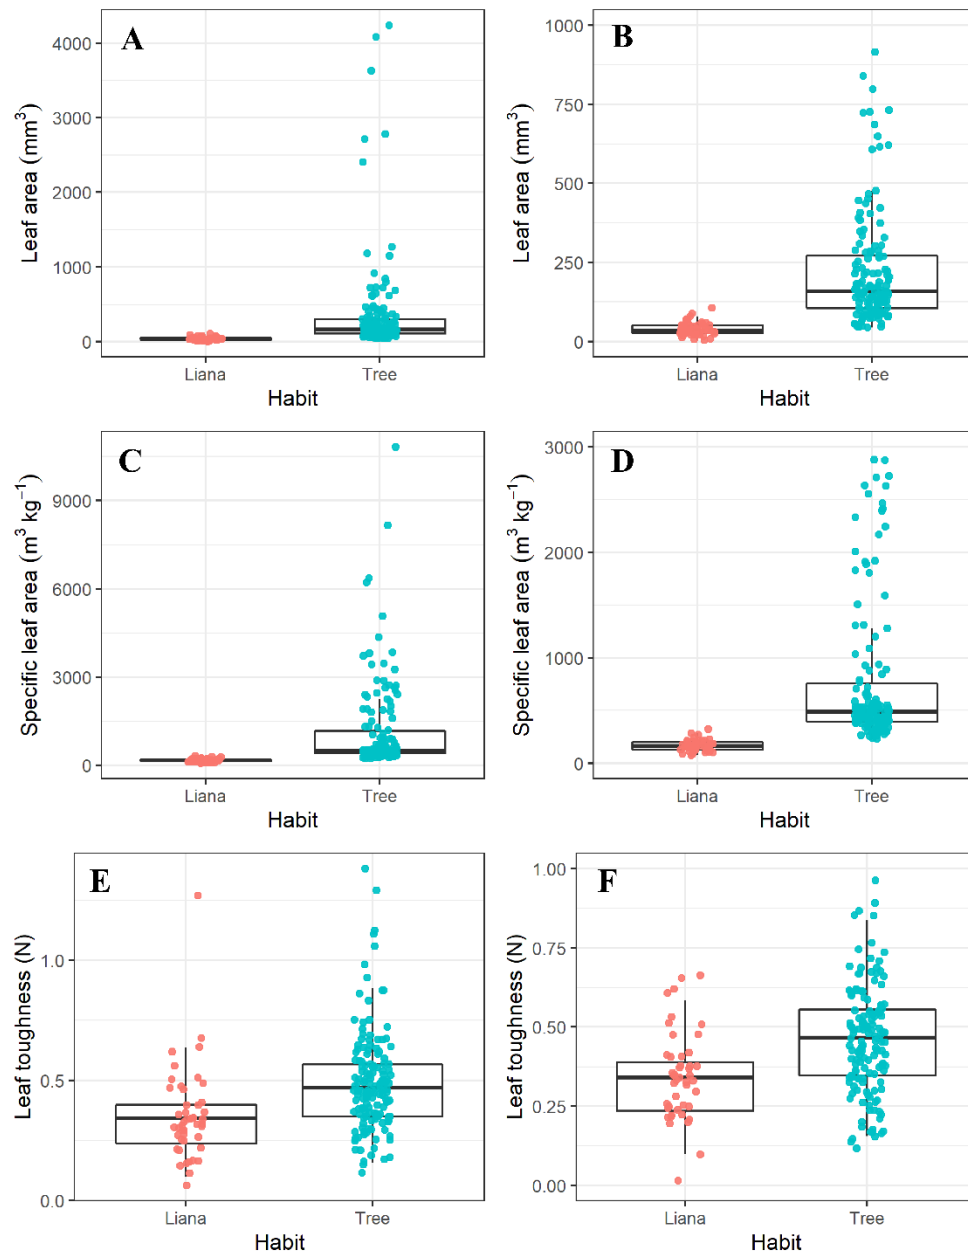 A
B
Leaf area (mm³)
4000
3000
2000
1000
0
Liana
Tree
Habit
Leaf area (mm³)
1000
750
500
250
0
Liana
Tree
Habit
C
D
Specific leaf area (m³ kg⁻¹)
9000
6000
3000
0
Liana
Tree
Habit
Specific leaf area (m³ kg⁻¹)
3000
2000
1000
0
Liana
Tree
Habit
E
F
Leaf toughness (N)
1.0
0.5
0.0
Liana
Tree
Habit
Leaf toughness (N)
1.00
0.75
0.50
0.25
0.00
Liana
Tree
Habit